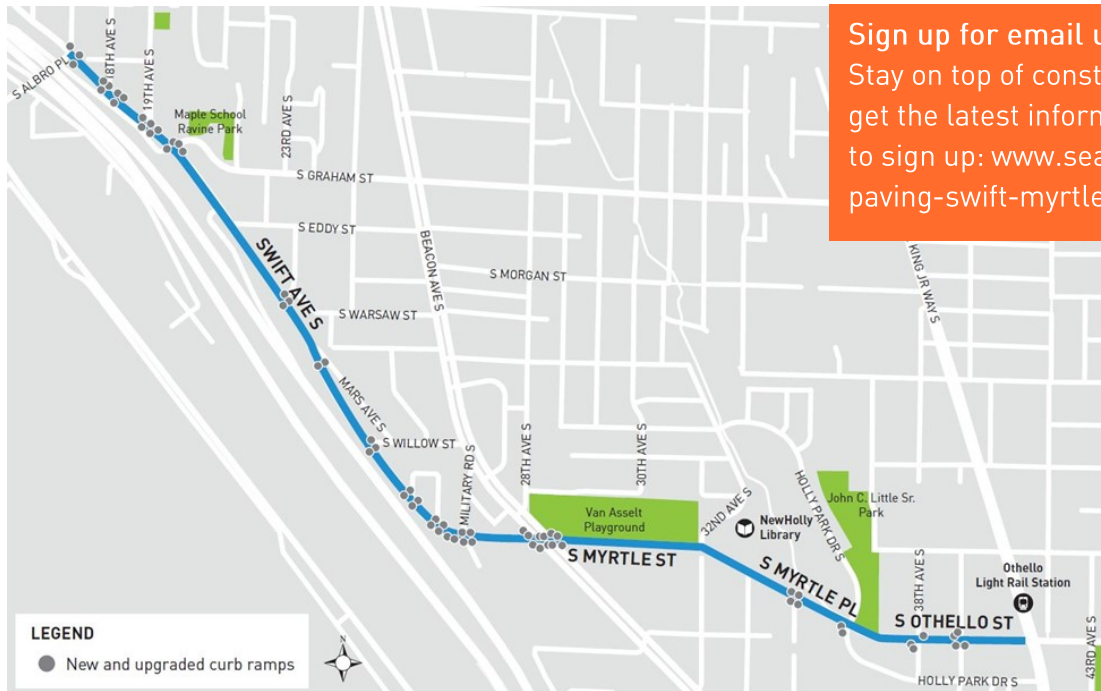 Sign up for email u
Stay on top of const
get the latest inforn
to sign up: www.sea
paving-swift-myrtle
S ALBRO PL
18TH AVE S
19TH AVE S
Maple School
Ravine Park
23RD AVE S
S GRAHAM ST
S EDDY ST
SWIFT AVE S
BEACON AVE S
S MORGAN ST
KING JR WAY S
S WARSAW ST
MARS AVE S
S WILLOW ST
MILITARY RD S
28TH AVE S
30TH AVE S
Van Asselt
Playground
32ND AVE S
NewHolly
Library
HOLLY PARK DR S
John C. Little Sr.
Park
S MYRTLE ST
S MYRTLE PL
38TH AVE S
Othello
Light Rail Station
S OTHELLO ST
43RD AVE S
HOLLY PARK DR S
LEGEND
New and upgraded curb ramps
N